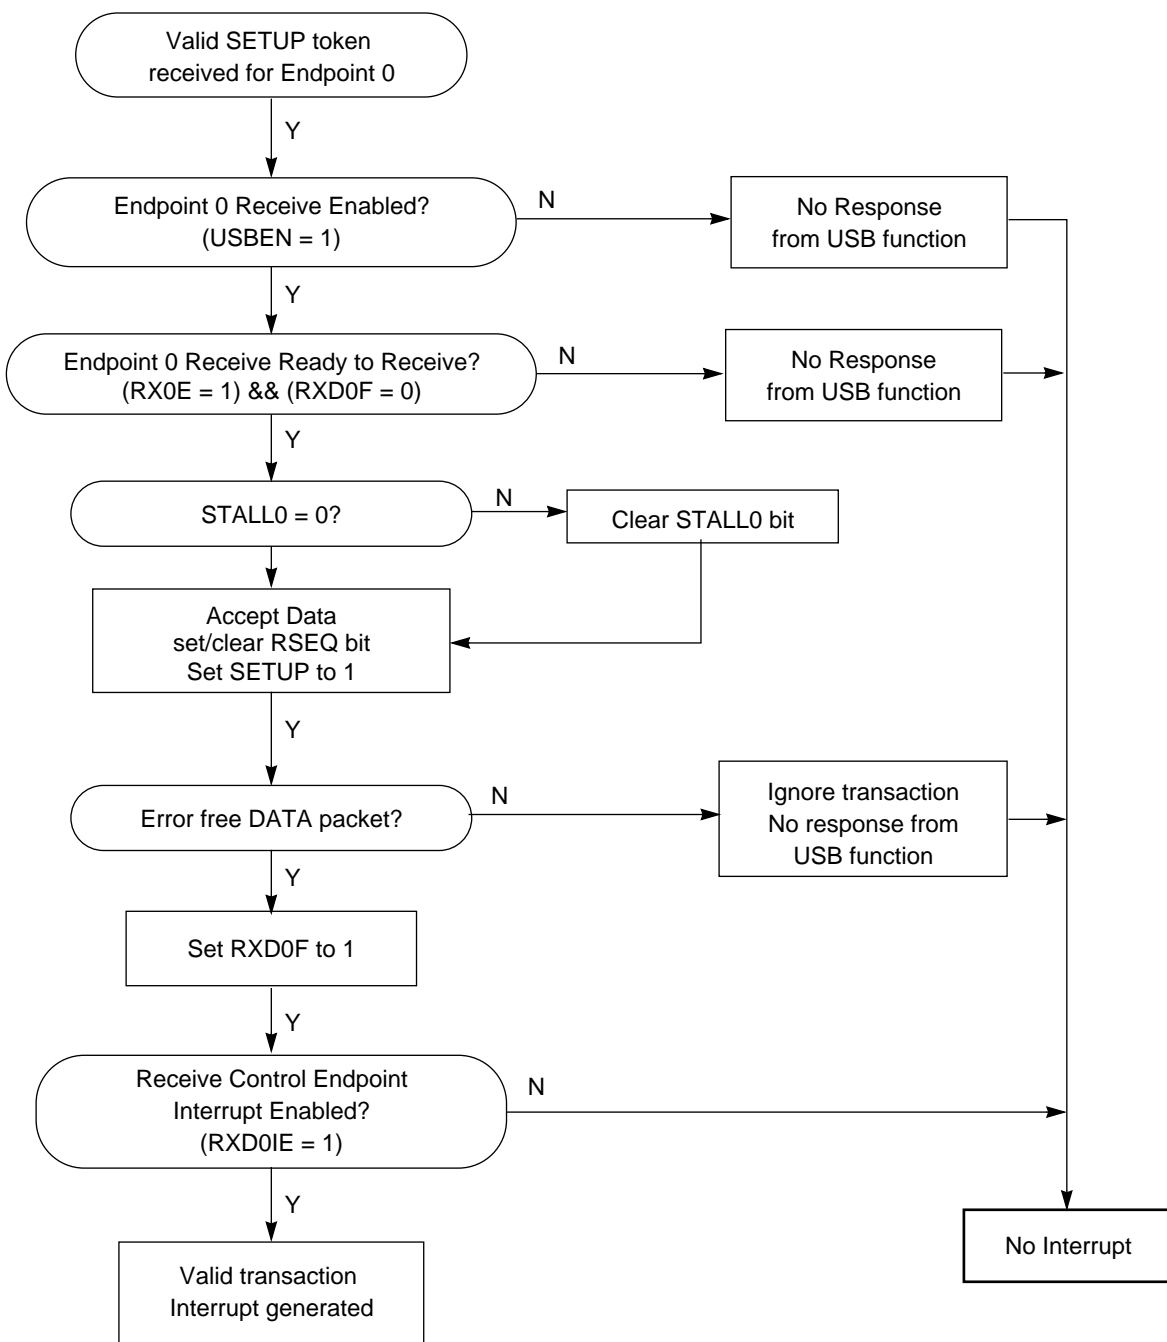 Valid SETUP token
received for Endpoint 0
Y
Endpoint 0 Receive Enabled?
(USBEN = 1)
N
No Response
from USB function
Y
Endpoint 0 Receive Ready to Receive?
(RX0E = 1) && (RXD0F = 0)
N
No Response
from USB function
Y
STALL0 = 0?
N
Clear STALL0 bit
Accept Data
set/clear RSEQ bit
Set SETUP to 1
Y
Error free DATA packet?
N
Ignore transaction
No response from
USB function
Y
Set RXD0F to 1
Y
Receive Control Endpoint
Interrupt Enabled?
(RXD0IE = 1)
N
Y
No Interrupt
Valid transaction
Interrupt generated